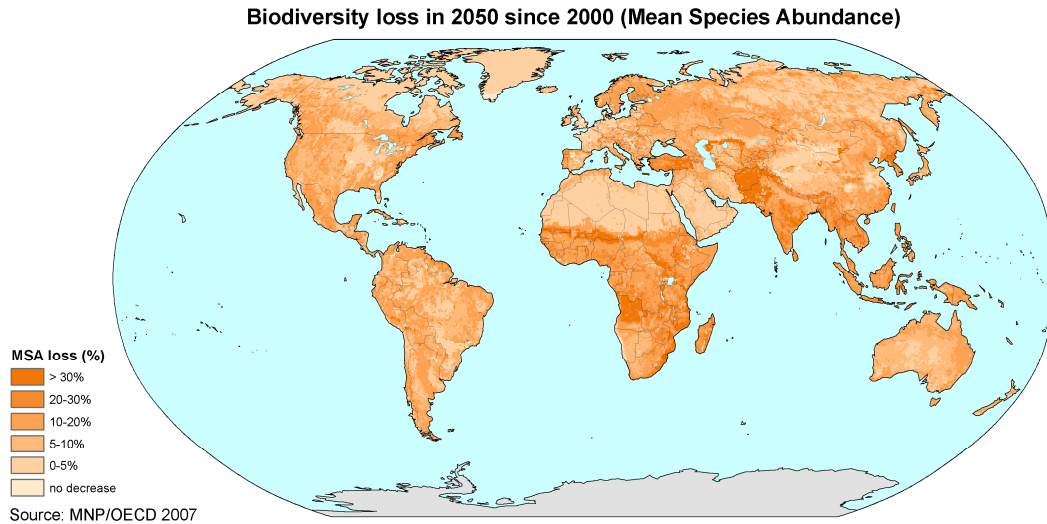 Biodiversity loss in 2050 since 2000 (Mean Species Abundance)
MSA loss (%)
> 30%
20-30%
10-20%
5-10%
0-5%
no decrease
Source: MNP/OECD 2007